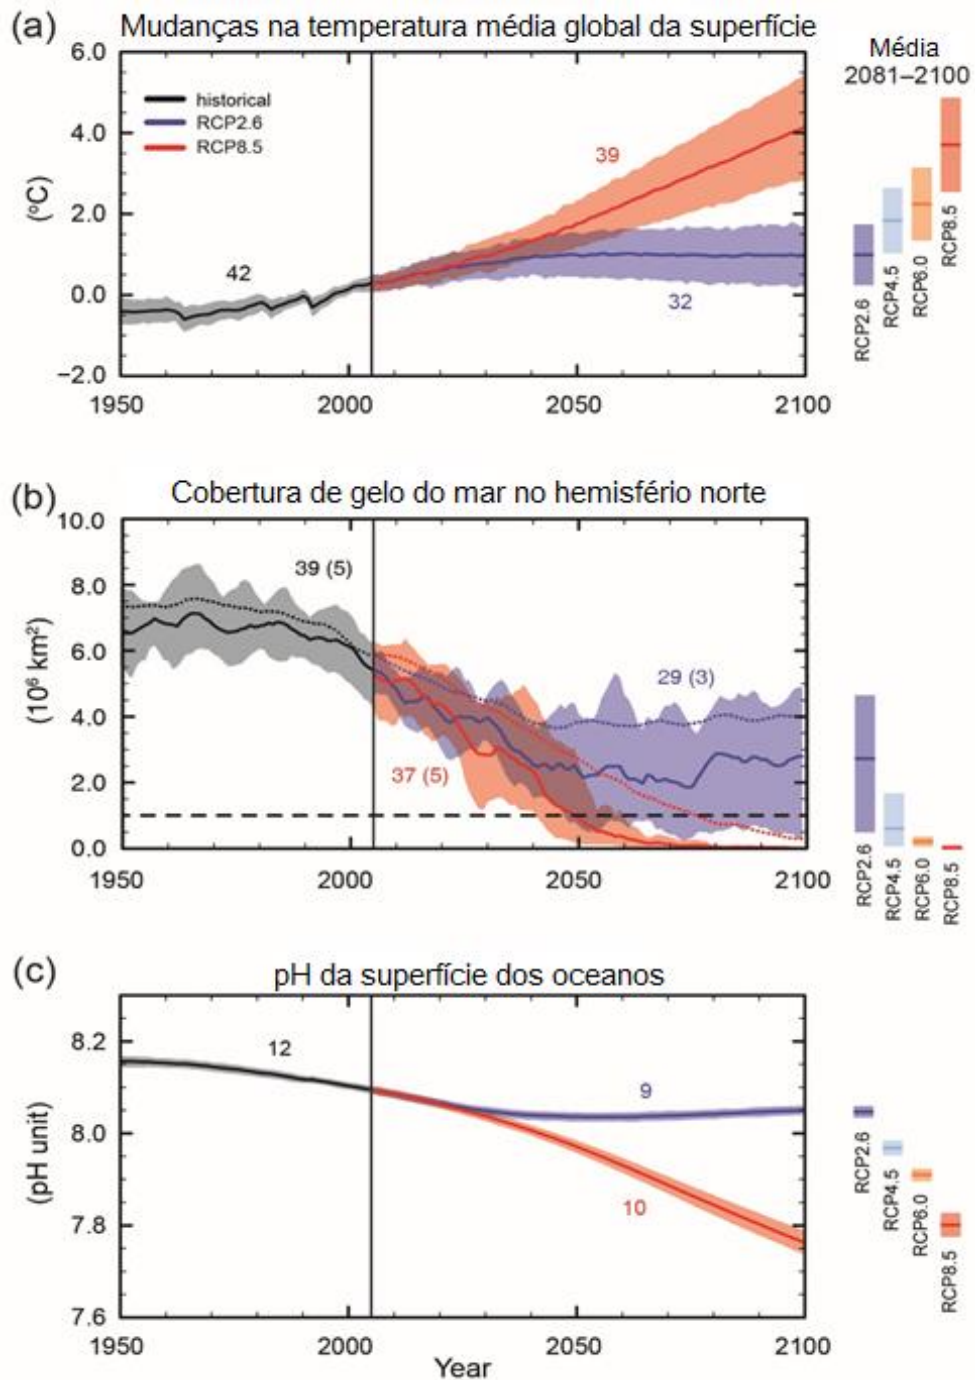 (a) Mudanças na temperatura média global da superfície
6.0
4.0
2.0
0.0
−2.0
(ºC)
historical
RCP2.6
RCP8.5
42
39
32
1950 2000 2050 2100
Média
2081–2100
RCP2.6
RCP4.5
RCP6.0
RCP8.5
(b) Cobertura de gelo do mar no hemisfério norte
10.0
8.0
6.0
4.0
2.0
0.0
(10⁶ km²)
39 (5)
29 (3)
37 (5)
1950 2000 2050 2100
RCP2.6
RCP4.5
RCP6.0
RCP8.5
(c) pH da superfície dos oceanos
8.2
8.0
7.8
7.6
(pH unit)
12
9
10
1950 2000 2050 2100
Year
RCP2.6
RCP4.5
RCP6.0
RCP8.5